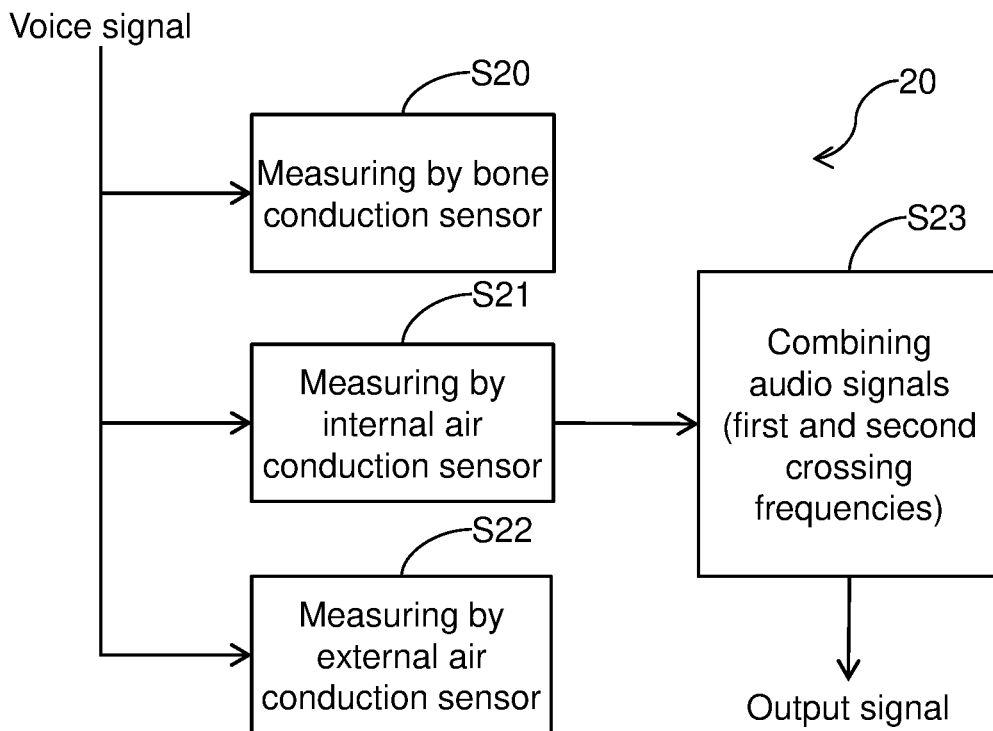 Voice signal
S20
Measuring by bone
conduction sensor
20
S21
Measuring by
internal air
conduction sensor
S23
Combining
audio signals
(first and second
crossing
frequencies)
S22
Measuring by
external air
conduction sensor
Output signal